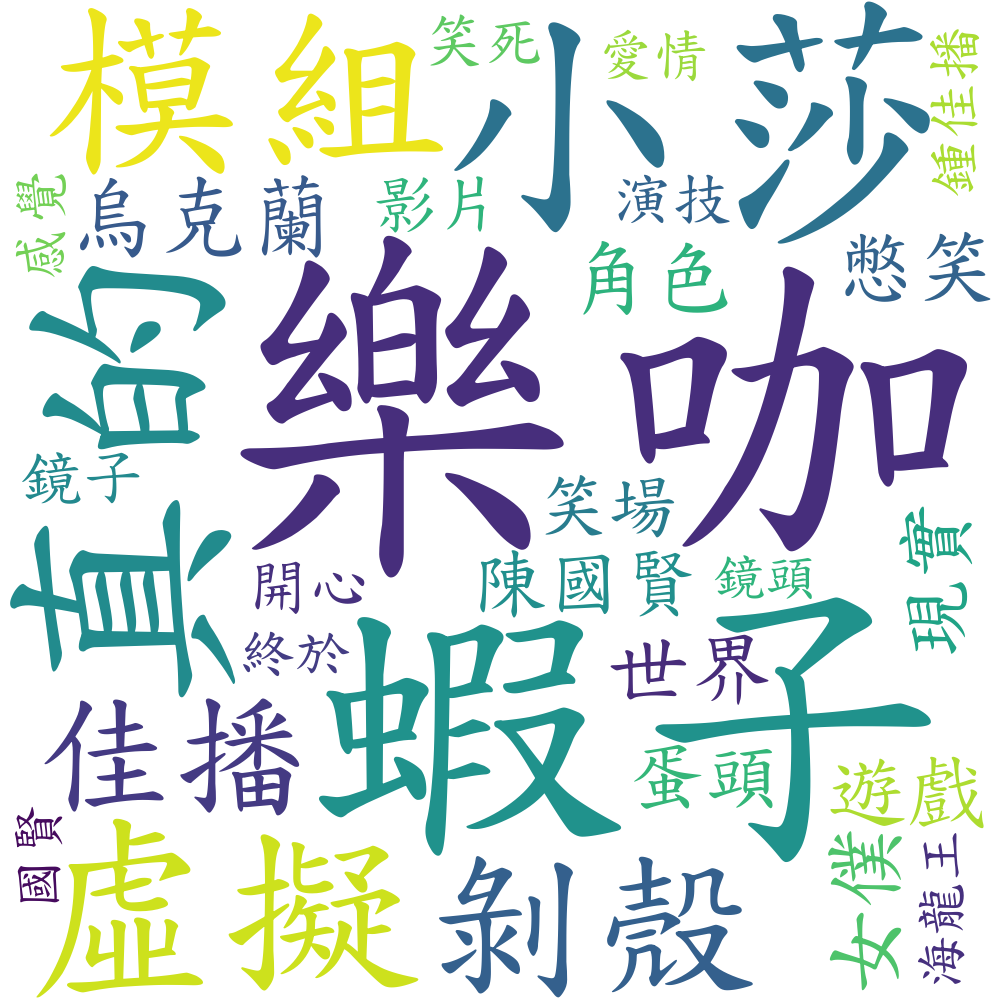 模組
小莎
笑死
愛情
鍾佳播
感覺
烏克蘭
影片
演技
角色
憋笑
真的
樂咖
鏡子
笑場
現實
開心
陳國賢
鏡頭
終於
蝦子
世界
佳播
蛋頭
遊戲
國賢
虛擬
剝殼
女僕
海龍王